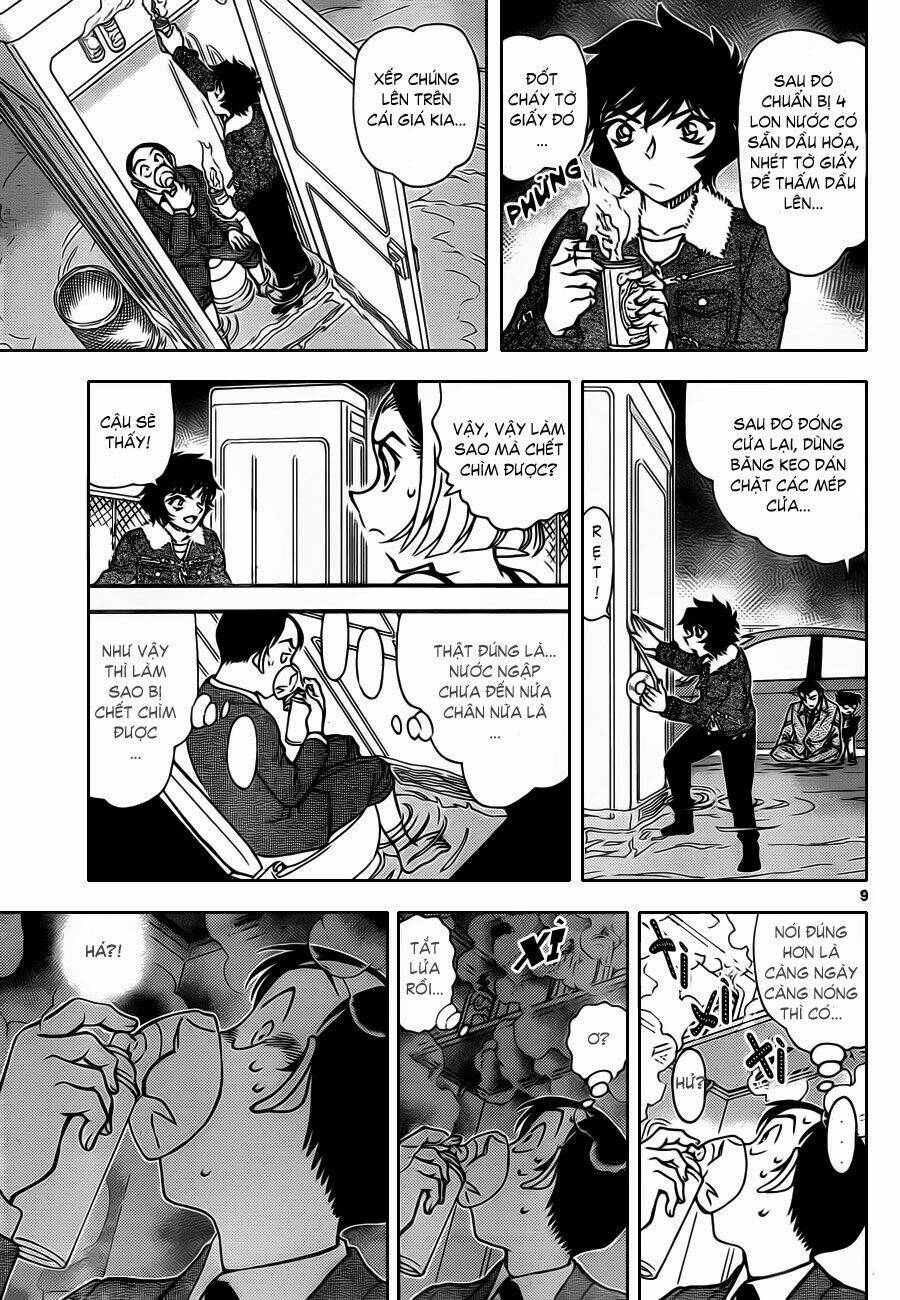 SAU ĐÓ
CHUẨN BỊ 4
LON NƯỚC CÓ
SẴN DẦU HỎA,
NHÉT TỜ GIẤY
ĐỂ THẤM DẦU
LÊN...
ĐỐT
CHÁY TỜ
GIẤY ĐÓ
...
PHỪNG
XẾP CHÚNG
LÊN TRÊN
CÁI GIÁ KIA...
SAU ĐÓ ĐÓNG
CỬA LẠI, DÙNG
BĂNG KEO DÁN
CHẶT CÁC MÉP
CỬA...
RẸT!
VẬY, VẬY LÀM
SAO MÀ CHẾT
CHÌM ĐƯỢC?
CẬU SẼ
THẤY!
THẬT ĐÚNG LÀ...
NƯỚC NGẬP
CHƯA ĐẾN NỬA
CHÂN NỮA LÀ
...
NHƯ VẬY
THÌ LÀM
SAO BỊ
CHẾT CHÌM
ĐƯỢC
...
9
NÓI ĐÚNG
HƠN LÀ
CÀNG NGÀY
CÀNG NÓNG
THÌ CÓ...
XÌ
XÌ
XÌ
HỬ?
...
TẮT
LỬA
RỒI...
XÌ
Ơ?
HẢ?!